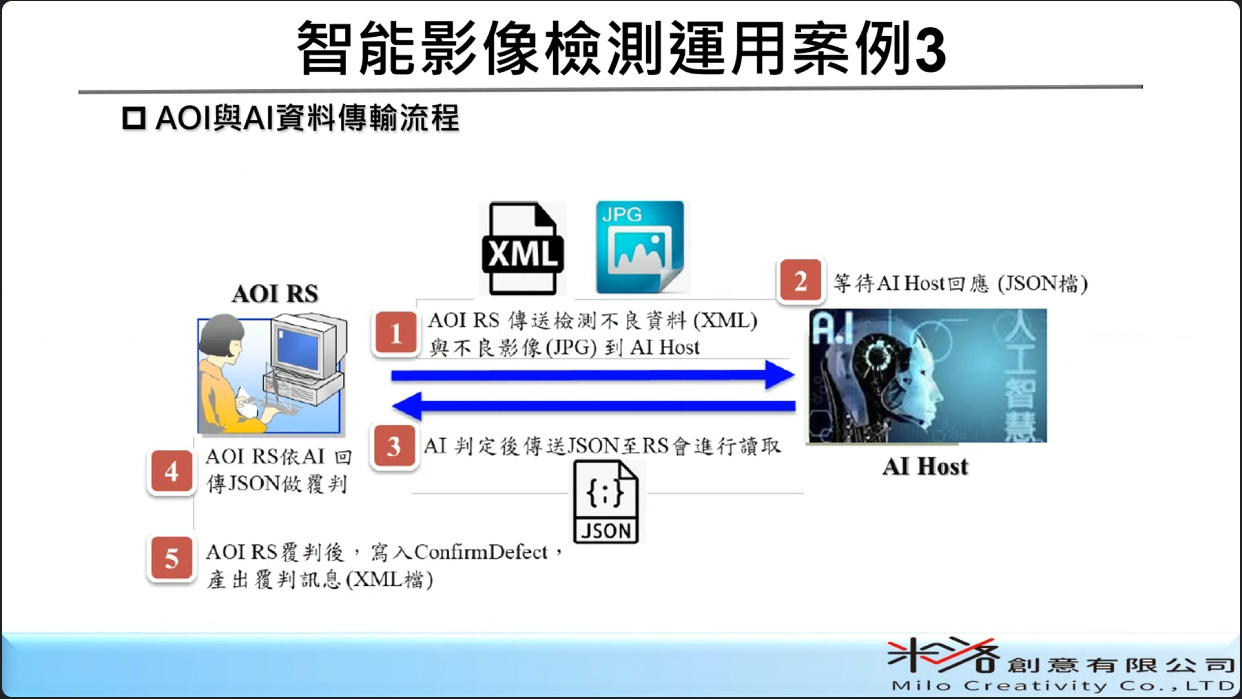 智能影像檢測運用案例3
AOI與AI資料傳輸流程
XML
JPG
AOI RS
1
AOI RS 傳送檢測不良資料 (XML)
與不良影像(JPG) 到 AI Host
2
等待AI Host回應 (JSON檔)
A.I
人工智慧
AI Host
3
AI 判定後傳送JSON至RS會進行讀取
{;}
JSON
4
AOI RS依AI 回
傳JSON做覆判
5
AOI RS覆判後，寫入ConfirmDefect，
產出覆判訊息(XML檔)
米洛創意有限公司
Milo Creativity Co.,LTD